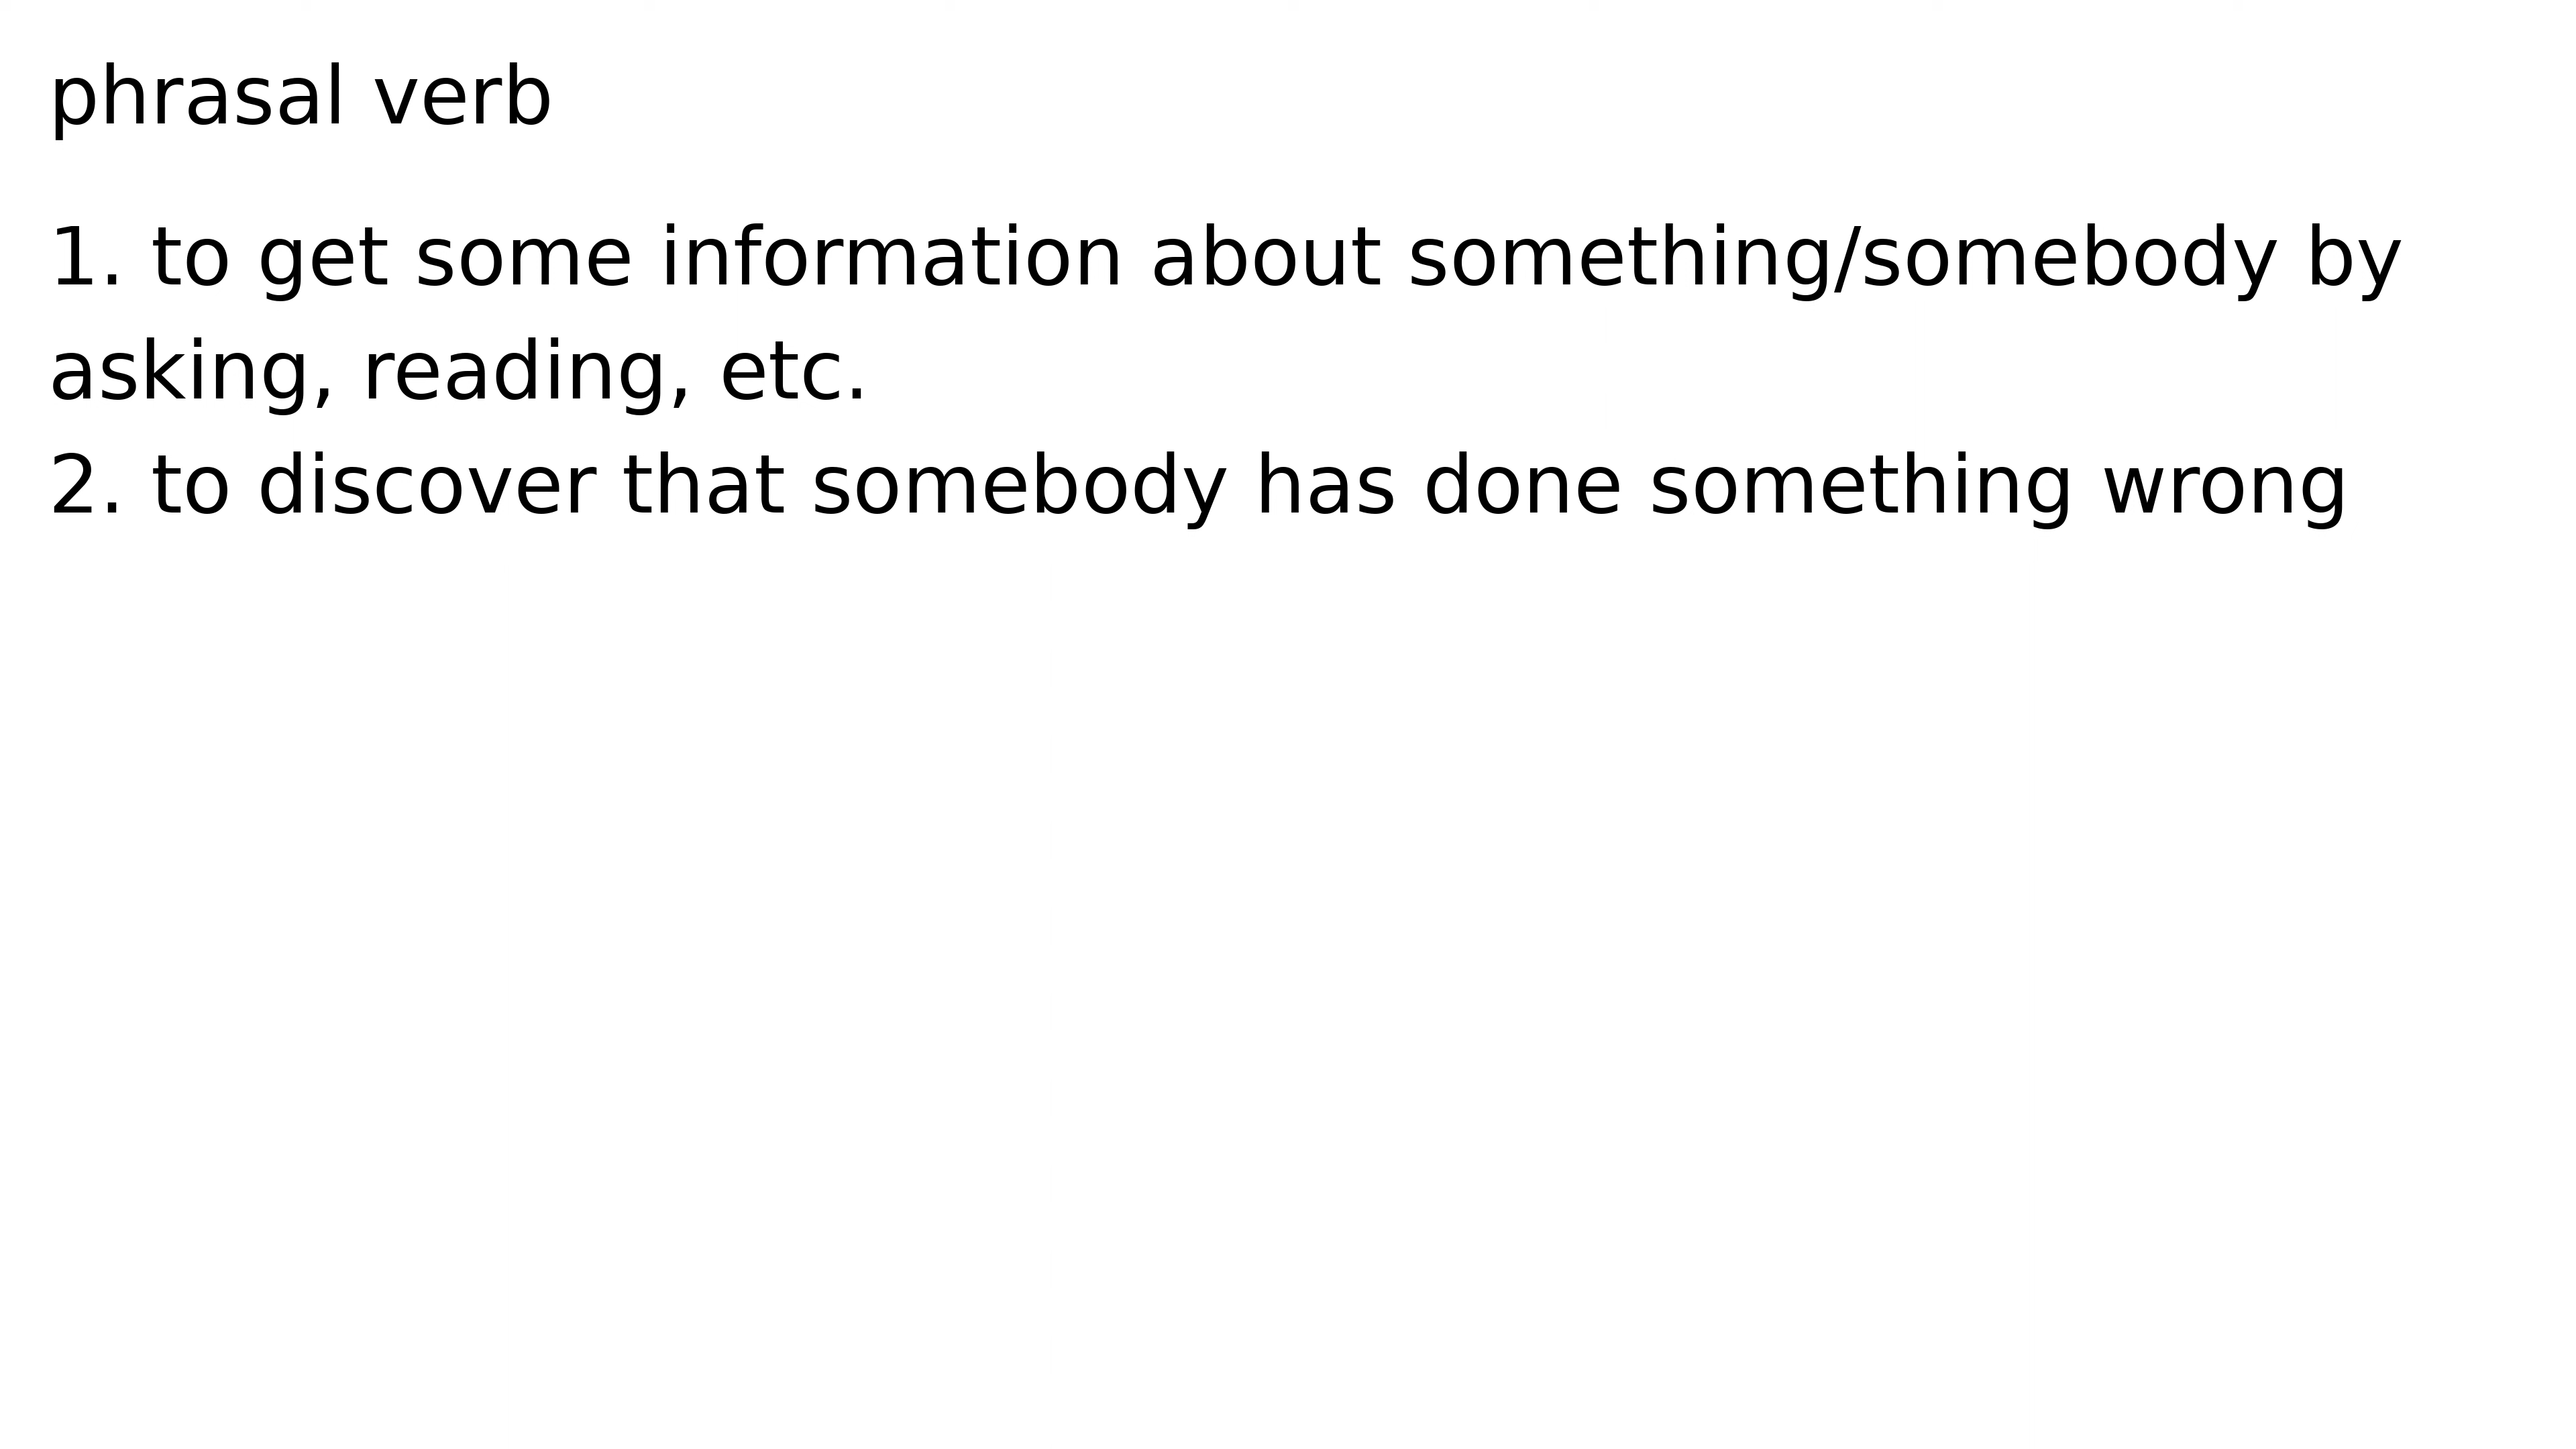 phrasal verb
1. to get some information about something/somebody by
asking, reading, etc.
2. to discover that somebody has done something wrong